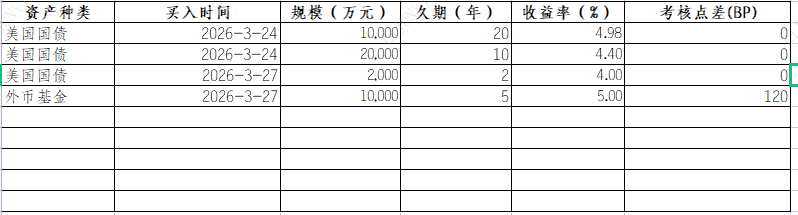 资产种类 买入时间 规模（万元） 久期（年） 收益率（%） 考核点差(BP)
美国国债 2026-3-24 10,000 20 4.98 0
美国国债 2026-3-24 20,000 10 4.40 0
美国国债 2026-3-27 2,000 2 4.00 0
外币基金 2026-3-27 10,000 5 5.00 120